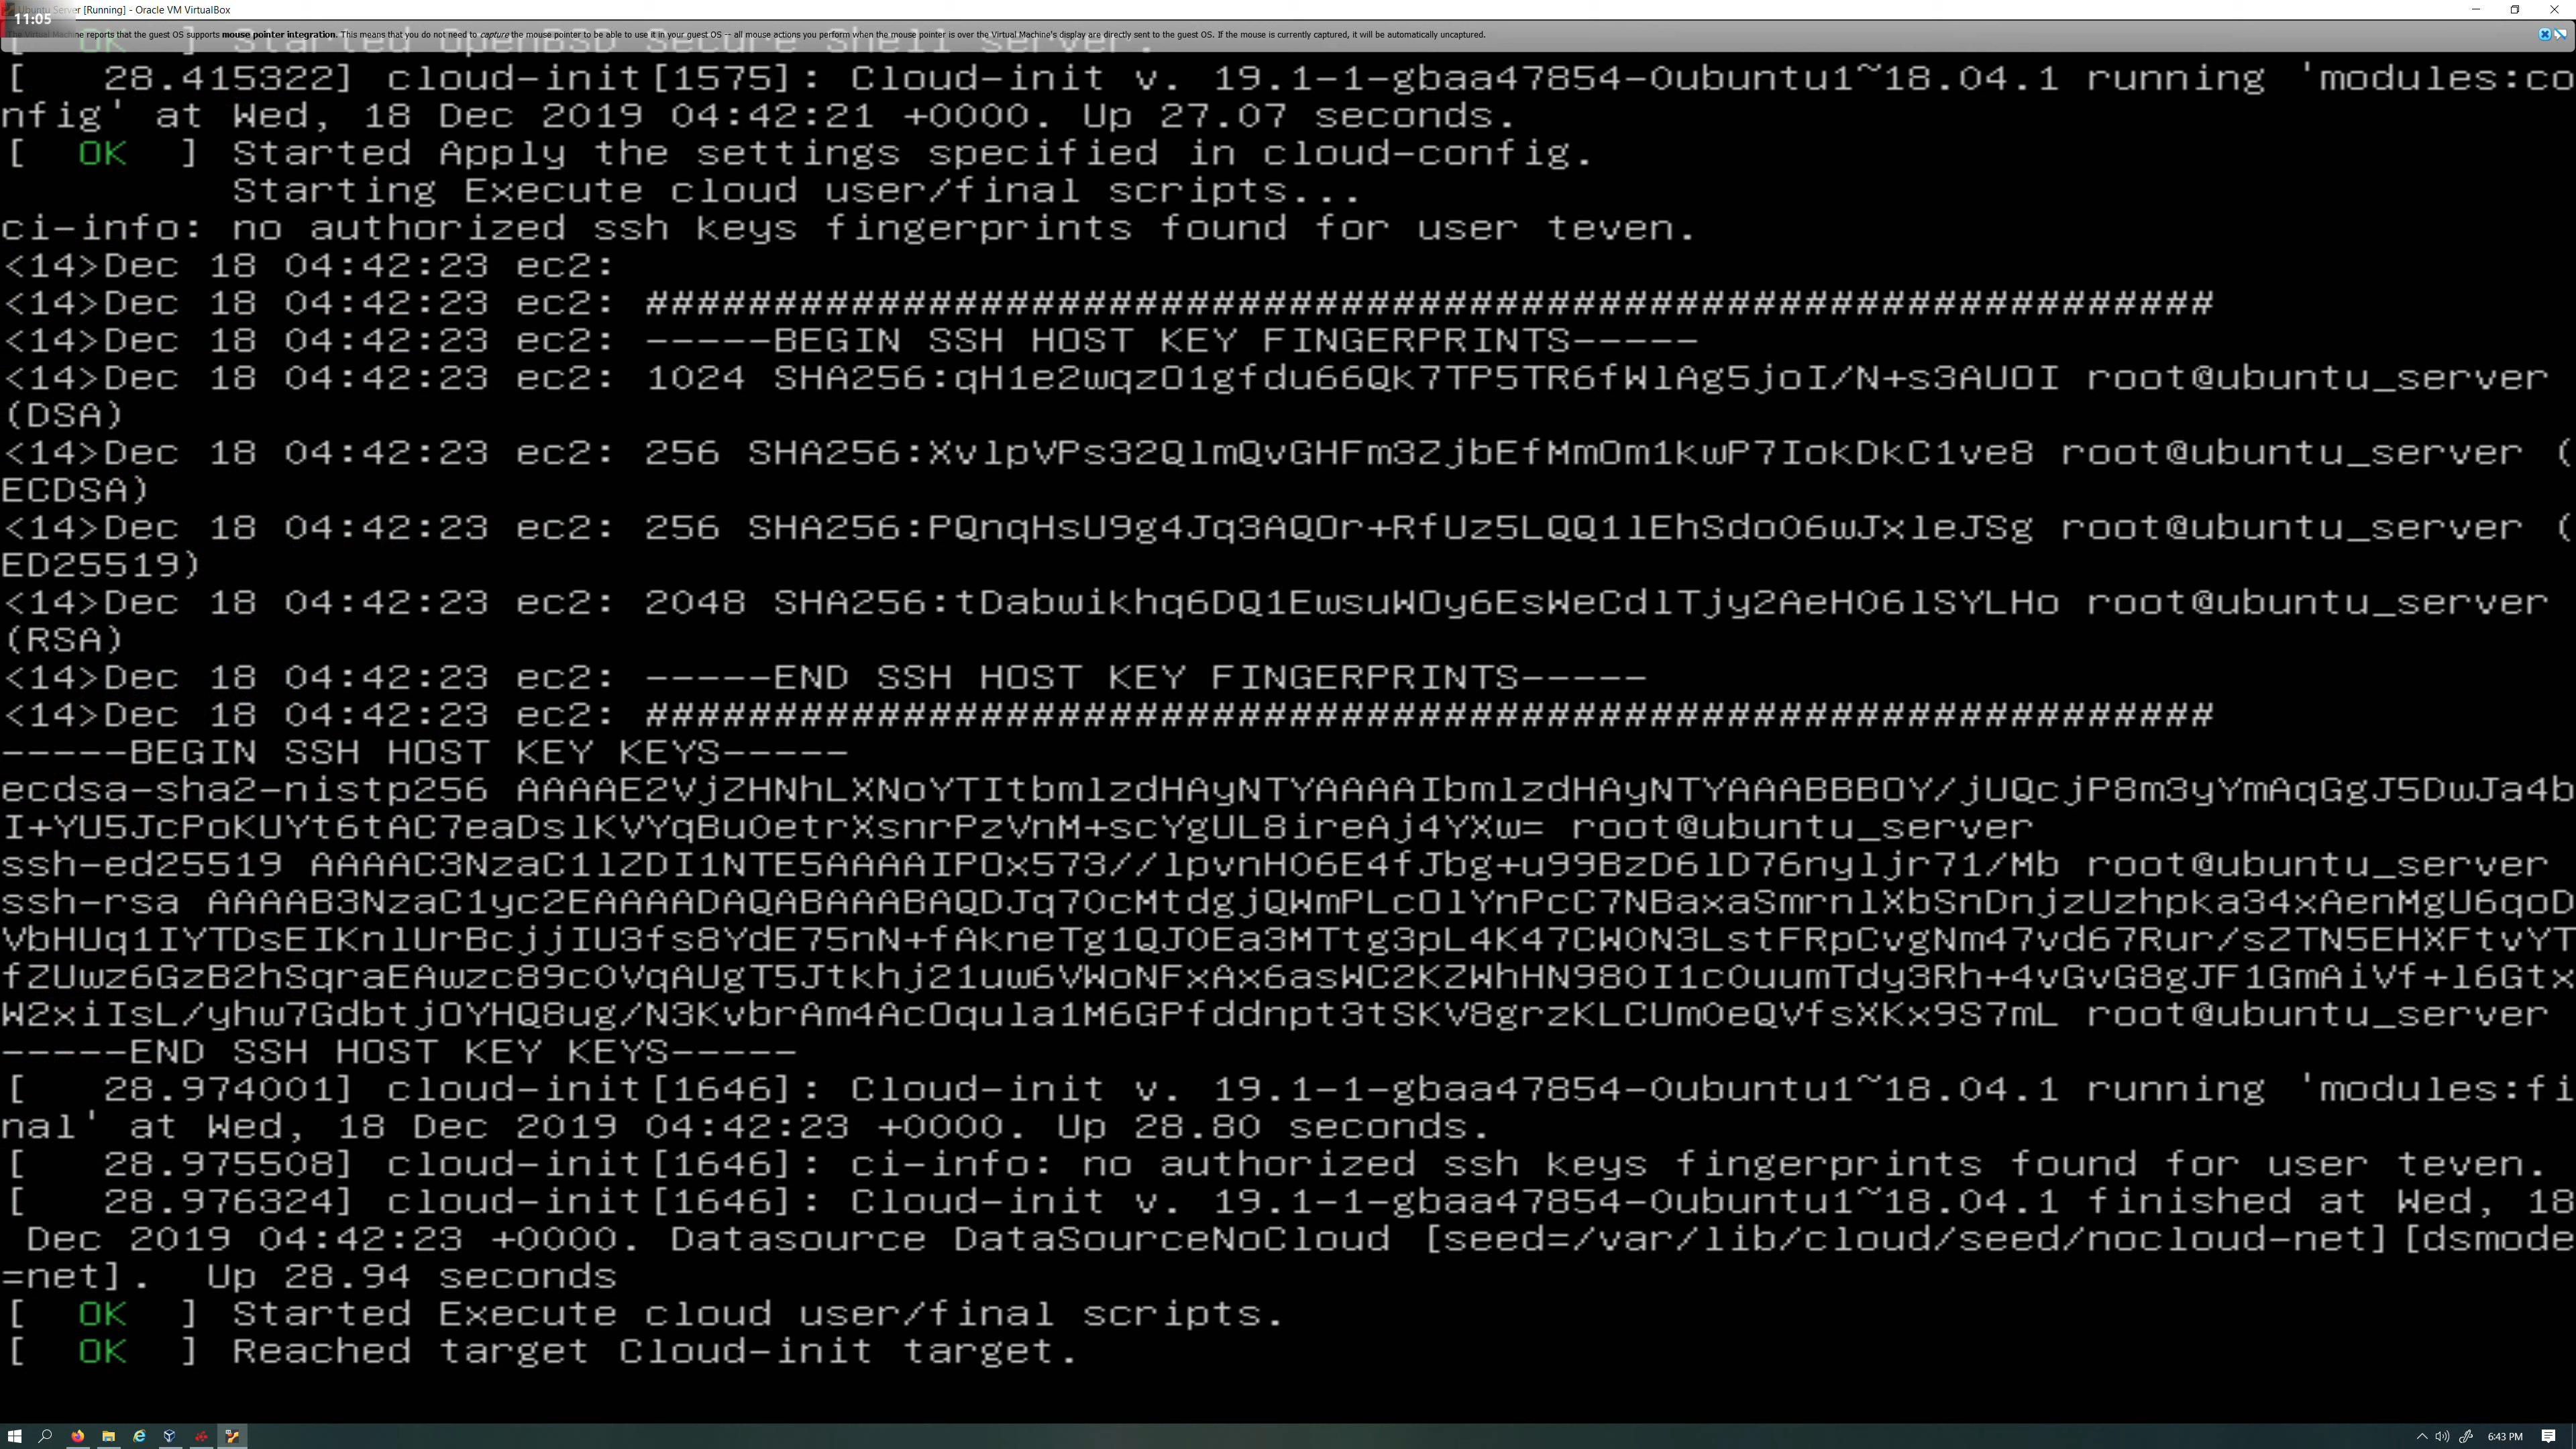 Ubuntu Server [Running] - Oracle VM VirtualBox
11:05
The Virtual Machine reports that the guest OS supports mouse pointer integration. This means that you do not need to capture the mouse pointer to be able to use it in your guest OS -- all mouse actions you perform when the mouse pointer is over the Virtual Machine's display are directly sent to the guest OS. If the mouse is currently captured, it will be automatically uncaptured.
[  OK  ] Started OpenBSD Secure Shell server.
[   28.415322] cloud-init[1575]: Cloud-init v. 19.1-1-gbaa47854-0ubuntu1~18.04.1 running 'modules:co
nfig' at Wed, 18 Dec 2019 04:42:21 +0000. Up 27.07 seconds.
[  OK  ] Started Apply the settings specified in cloud-config.
         Starting Execute cloud user/final scripts...
ci-info: no authorized ssh keys fingerprints found for user teven.
<14>Dec 18 04:42:23 ec2:
<14>Dec 18 04:42:23 ec2: #############################################################
<14>Dec 18 04:42:23 ec2: -----BEGIN SSH HOST KEY FINGERPRINTS-----
<14>Dec 18 04:42:23 ec2: 1024 SHA256:qH1e2wqzO1gfdu66Qk7TP5TR6fWlAg5joI/N+s3AU0I root@ubuntu_server
(DSA)
<14>Dec 18 04:42:23 ec2: 256 SHA256:XvlpVPs32QlmQvGHFm3ZjbEfMmOm1kwP7IokDkC1ve8 root@ubuntu_server (
ECDSA)
<14>Dec 18 04:42:23 ec2: 256 SHA256:PQnqHsU9g4Jq3AQ0r+RfUz5LQQ1lEhSdoO6wJxleJSg root@ubuntu_server (
ED25519)
<14>Dec 18 04:42:23 ec2: 2048 SHA256:tDabwikhq6DQ1EwsuW0y6EsWeCdlTjy2AeHO6lSYLHo root@ubuntu_server
(RSA)
<14>Dec 18 04:42:23 ec2: -----END SSH HOST KEY FINGERPRINTS-----
<14>Dec 18 04:42:23 ec2: #############################################################
-----BEGIN SSH HOST KEY KEYS-----
ecdsa-sha2-nistp256 AAAAE2VjZHNhLXNoYTItbmlzdHAyNTYAAAAIbmlzdHAyNTYAAABBBOY/jUQcjP8m3yYmAqGgJ5DwJa4b
I+YU5JcPoKUYt6tAC7eaDslKVYqBu0etrXsnrPzVnM+scYgUL8ireAj4YXw= root@ubuntu_server
ssh-ed25519 AAAAC3NzaC1lZDI1NTE5AAAAIPOx573//lpvnH06E4fJbg+u99BzD6lD76nyljr71/Mb root@ubuntu_server
ssh-rsa AAAAB3NzaC1yc2EAAAADAQABAAABAQDJq70cMtdgjQWmPLcOlYnPcC7NBaxaSmrnlXbSnDnjzUzhpka34xAenMgU6qoD
VbHUq1IYTDsEIKnlUrBcjjIU3fs8YdE75nN+fAkneTg1QJ0Ea3MTtg3pL4K47CW0N3LstFRpCvgNm47vd67Rur/sZTN5EHXFtvYT
fZUwz6GzB2hSqraEAwzc89c0VqAUgT5Jtkhj21uw6VWoNFxAx6asWC2KZWhHN980I1c0uumTdy3Rh+4vGvG8gJF1GmAiVf+l6Gtx
W2xiIsL/yhw7GdbtjOYHQ8ug/N3KvbrAm4AcOqula1M6GPfddnpt3tSKV8grzKLCUm0eQVfsXKx9S7mL root@ubuntu_server
-----END SSH HOST KEY KEYS-----
[   28.974001] cloud-init[1646]: Cloud-init v. 19.1-1-gbaa47854-0ubuntu1~18.04.1 running 'modules:fi
nal' at Wed, 18 Dec 2019 04:42:23 +0000. Up 28.80 seconds.
[   28.975508] cloud-init[1646]: ci-info: no authorized ssh keys fingerprints found for user teven.
[   28.976324] cloud-init[1646]: Cloud-init v. 19.1-1-gbaa47854-0ubuntu1~18.04.1 finished at Wed, 18
 Dec 2019 04:42:23 +0000. Datasource DataSourceNoCloud [seed=/var/lib/cloud/seed/nocloud-net][dsmode
=net].  Up 28.94 seconds
[  OK  ] Started Execute cloud user/final scripts.
[  OK  ] Reached target Cloud-init target.
6:43 PM